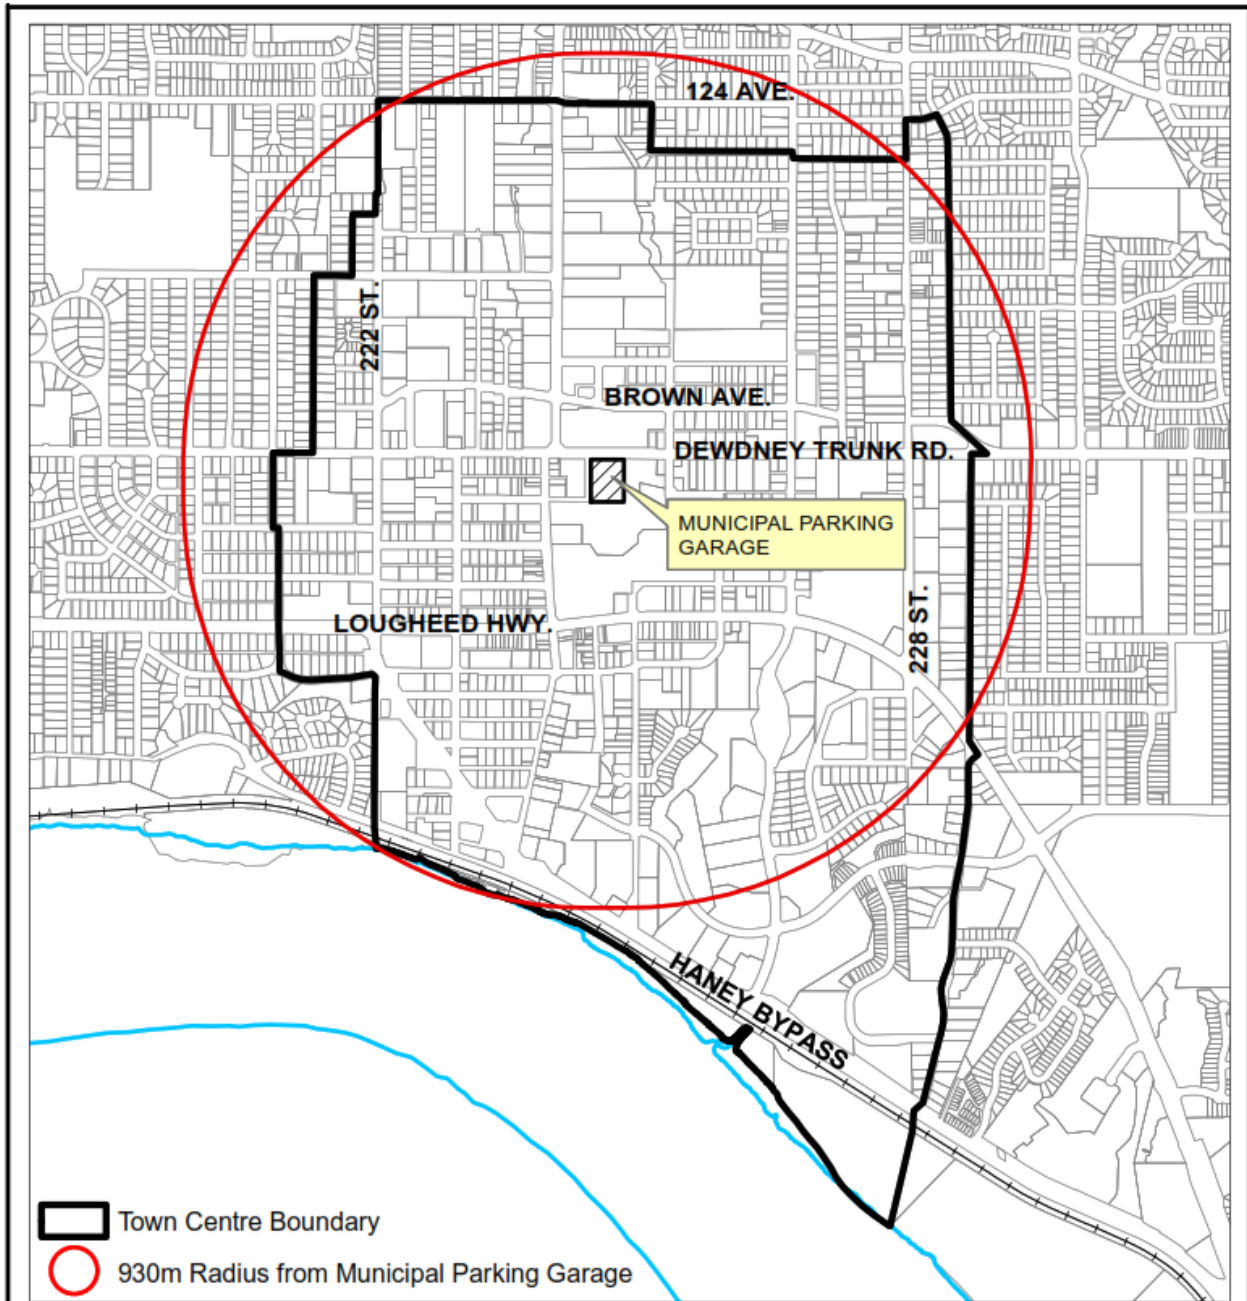 124 AVE.
222 ST.
BROWN AVE.
DEWDNEY TRUNK RD.
MUNICIPAL PARKING
GARAGE
LOUGHEED HWY.
228 ST.
HANEY BYPASS
Town Centre Boundary
930m Radius from Municipal Parking Garage